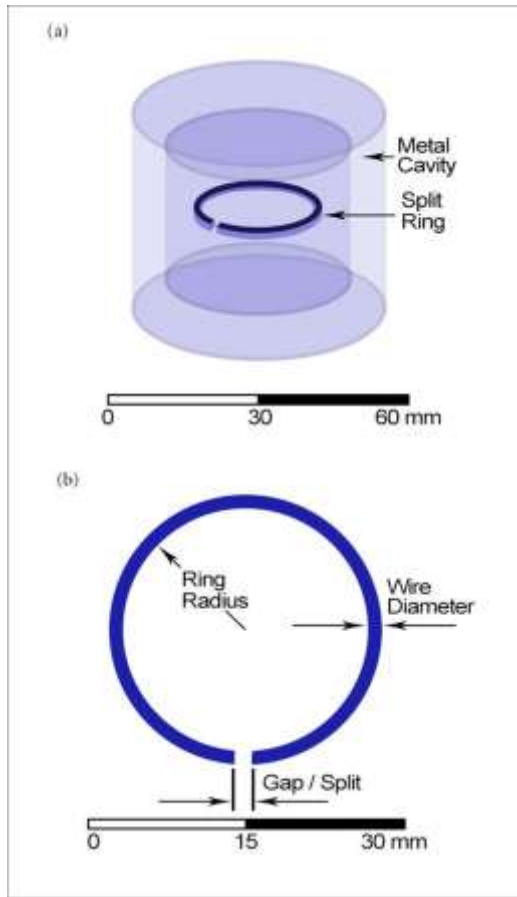 (a)
Metal
Cavity
Split
Ring
0 30 60 mm
(b)
Ring
Radius
Wire
Diameter
Gap / Split
0 15 30 mm